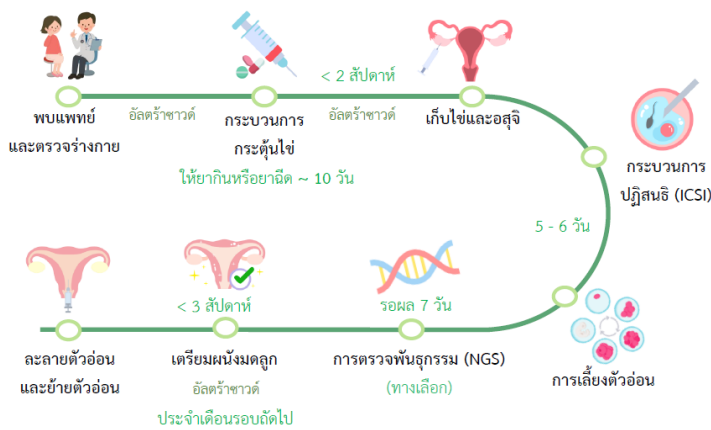 < 2 สัปดาห์
พบแพทย์
และตรวจร่างกาย
อัลตร้าซาวด์
กระบวนการ
กระตุ้นไข่
ให้ยากินหรือยาฉีด ~ 10 วัน
อัลตร้าซาวด์
เก็บไข่และอสุจิ
กระบวนการ
ปฏิสนธิ (ICSI)
5 - 6 วัน
การเลี้ยงตัวอ่อน
รอผล 7 วัน
การตรวจพันธุกรรม (NGS)
(ทางเลือก)
< 3 สัปดาห์
เตรียมผนังมดลูก
อัลตร้าซาวด์
ประจำเดือนรอบถัดไป
ละลายตัวอ่อน
และย้ายตัวอ่อน